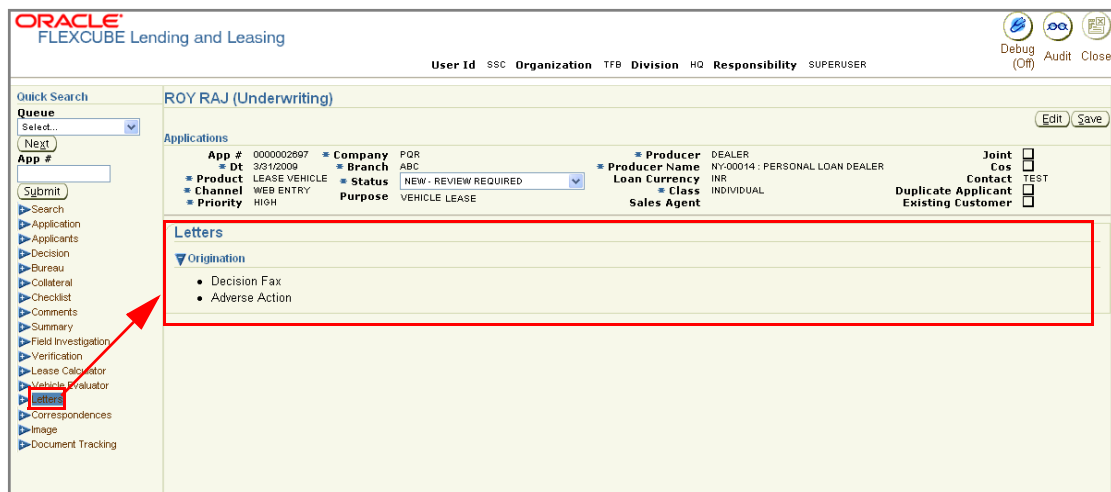 ORACLE
FLEXCUBE Lending and Leasing
Debug (Off)
Audit
Close
User Id SSC Organization TFB Division HQ Responsibility SUPERUSER
Quick Search
Queue
Select...
Next
App #
Submit
Search
Application
Applicants
Decision
Bureau
Collateral
Checklist
Comments
Summary
Field Investigation
Verification
Lease Calculator
Vehicle Evaluator
Letters
Correspondences
Image
Document Tracking
ROY RAJ (Underwriting)
Edit Save
Applications
App # 0000002697 * Company PQR * Producer DEALER Joint
* Dt 3/31/2009 * Branch ABC * Producer Name NY-00014 : PERSONAL LOAN DEALER Cos
* Product LEASE VEHICLE * Status NEW - REVIEW REQUIRED Loan Currency INR Contact TEST
* Channel WEB ENTRY Purpose VEHICLE LEASE * Class INDIVIDUAL Duplicate Applicant
* Priority HIGH Sales Agent Existing Customer
Letters
Origination
• Decision Fax
• Adverse Action